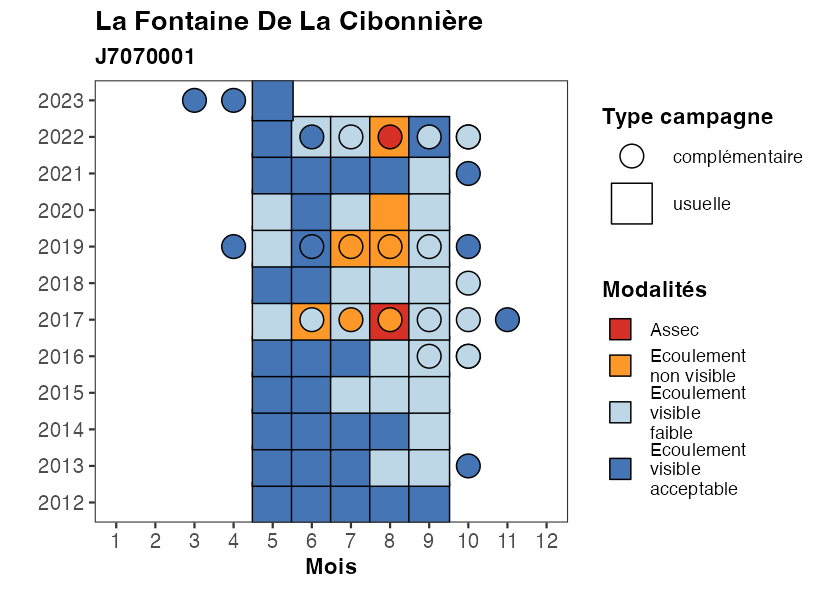 La Fontaine De La Cibonnière
J7070001
2023
2022
2021
2020
2019
2018
2017
2016
2015
2014
2013
2012
1 2 3 4 5 6 7 8 9 10 11 12
Mois
Type campagne
complémentaire
usuelle
Modalités
Assec
Ecoulement
non visible
Ecoulement
visible
faible
Ecoulement
visible
acceptable